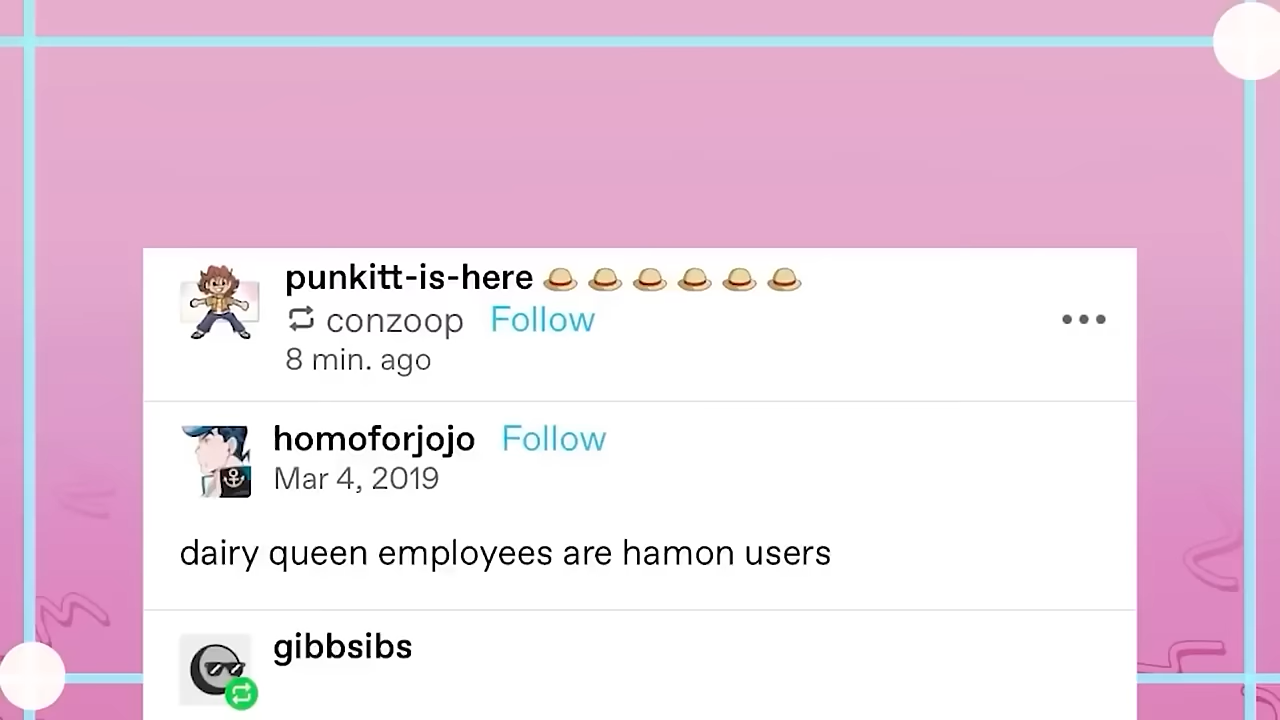 punkitt-is-here 👒👒👒👒👒👒
conzoop Follow
8 min. ago
homoforjojo Follow
Mar 4, 2019
dairy queen employees are hamon users
gibbsibs